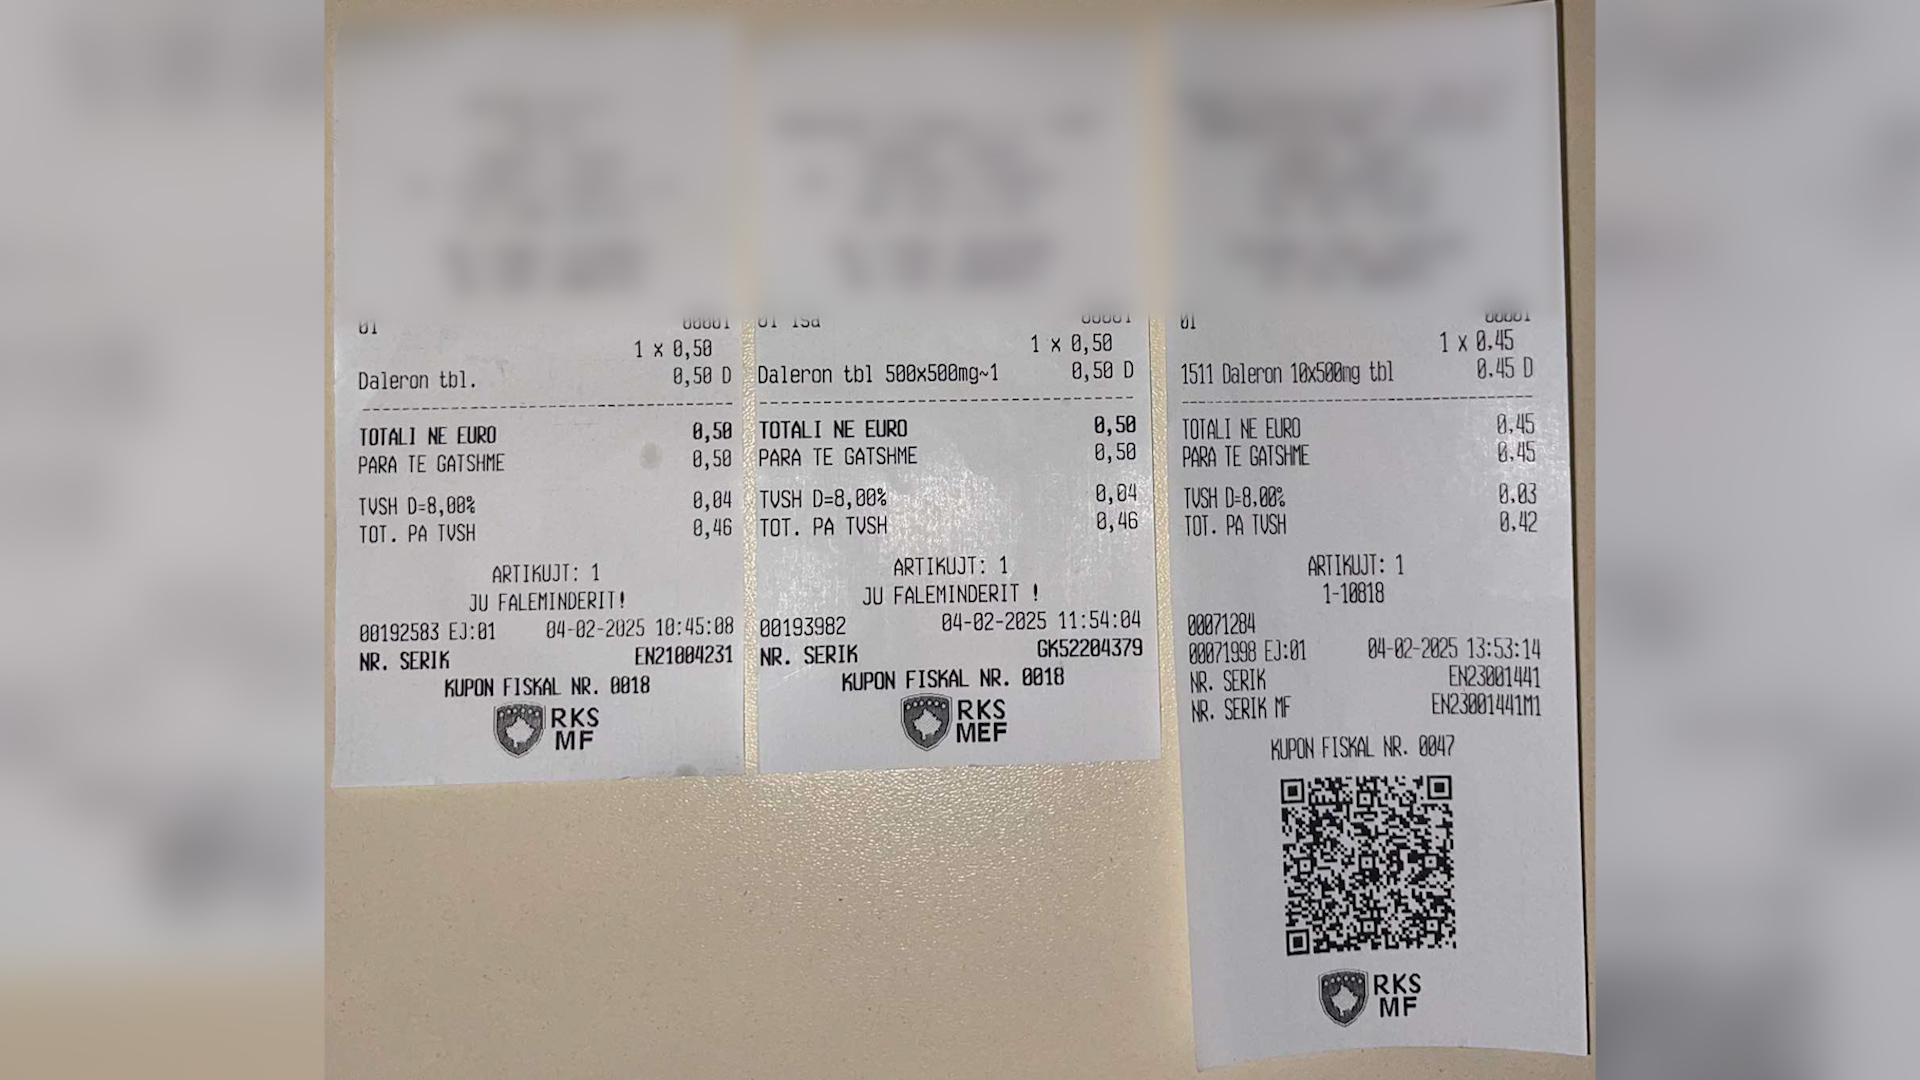 01
1 x 0,50
Daleron tbl. 0,50 D
TOTALI NE EURO 0,50
PARA TE GATSHME 0,50
TVSH D=8,00% 0,04
TOT. PA TVSH 0,46
ARTIKUJT: 1
JU FALEMINDERIT!
00192583 EJ:01 04-02-2025 10:45:08
NR. SERIK EN21004231
KUPON FISKAL NR. 0018
RKS
MF
1 x 0,50
Daleron tbl 500x500mg~1 0,50 D
TOTALI NE EURO 0,50
PARA TE GATSHME 0,50
TVSH D=8,00% 0,04
TOT. PA TVSH 0,46
ARTIKUJT: 1
JU FALEMINDERIT !
00193982 04-02-2025 11:54:04
NR. SERIK GK52204379
KUPON FISKAL NR. 0018
RKS
MEF
01
1 x 0.45
1511 Daleron 10x500mg tbl 0.45 D
TOTALI NE EURO 0.45
PARA TE GATSHME 0.45
TVSH D=8.00% 0.03
TOT. PA TVSH 0.42
ARTIKUJT: 1
1-10818
00071284
00071998 EJ:01 04-02-2025 13:53:14
NR. SERIK EN23001441
NR. SERIK MF EN23001441M1
KUPON FISKAL NR. 0047
RKS
MF